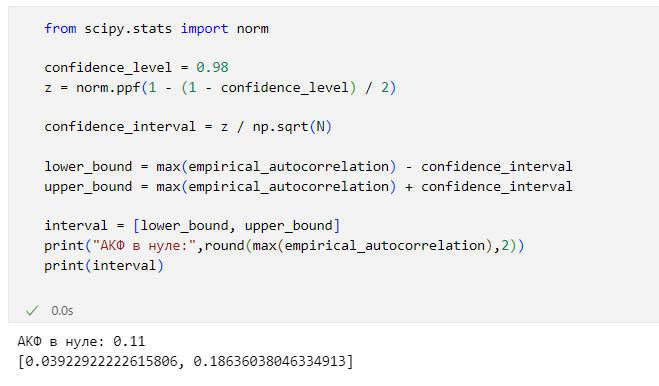 from scipy.stats import norm
confidence_level = 0.98
z = norm.ppf(1 - (1 - confidence_level) / 2)
confidence_interval = z / np.sqrt(N)
lower_bound = max(empirical_autocorrelation) - confidence_interval
upper_bound = max(empirical_autocorrelation) + confidence_interval
interval = [lower_bound, upper_bound]
print("АКФ в нуле:",round(max(empirical_autocorrelation),2))
print(interval)
0.0s
АКФ в нуле: 0.11
[0.03922922222615806, 0.18636038046334913]